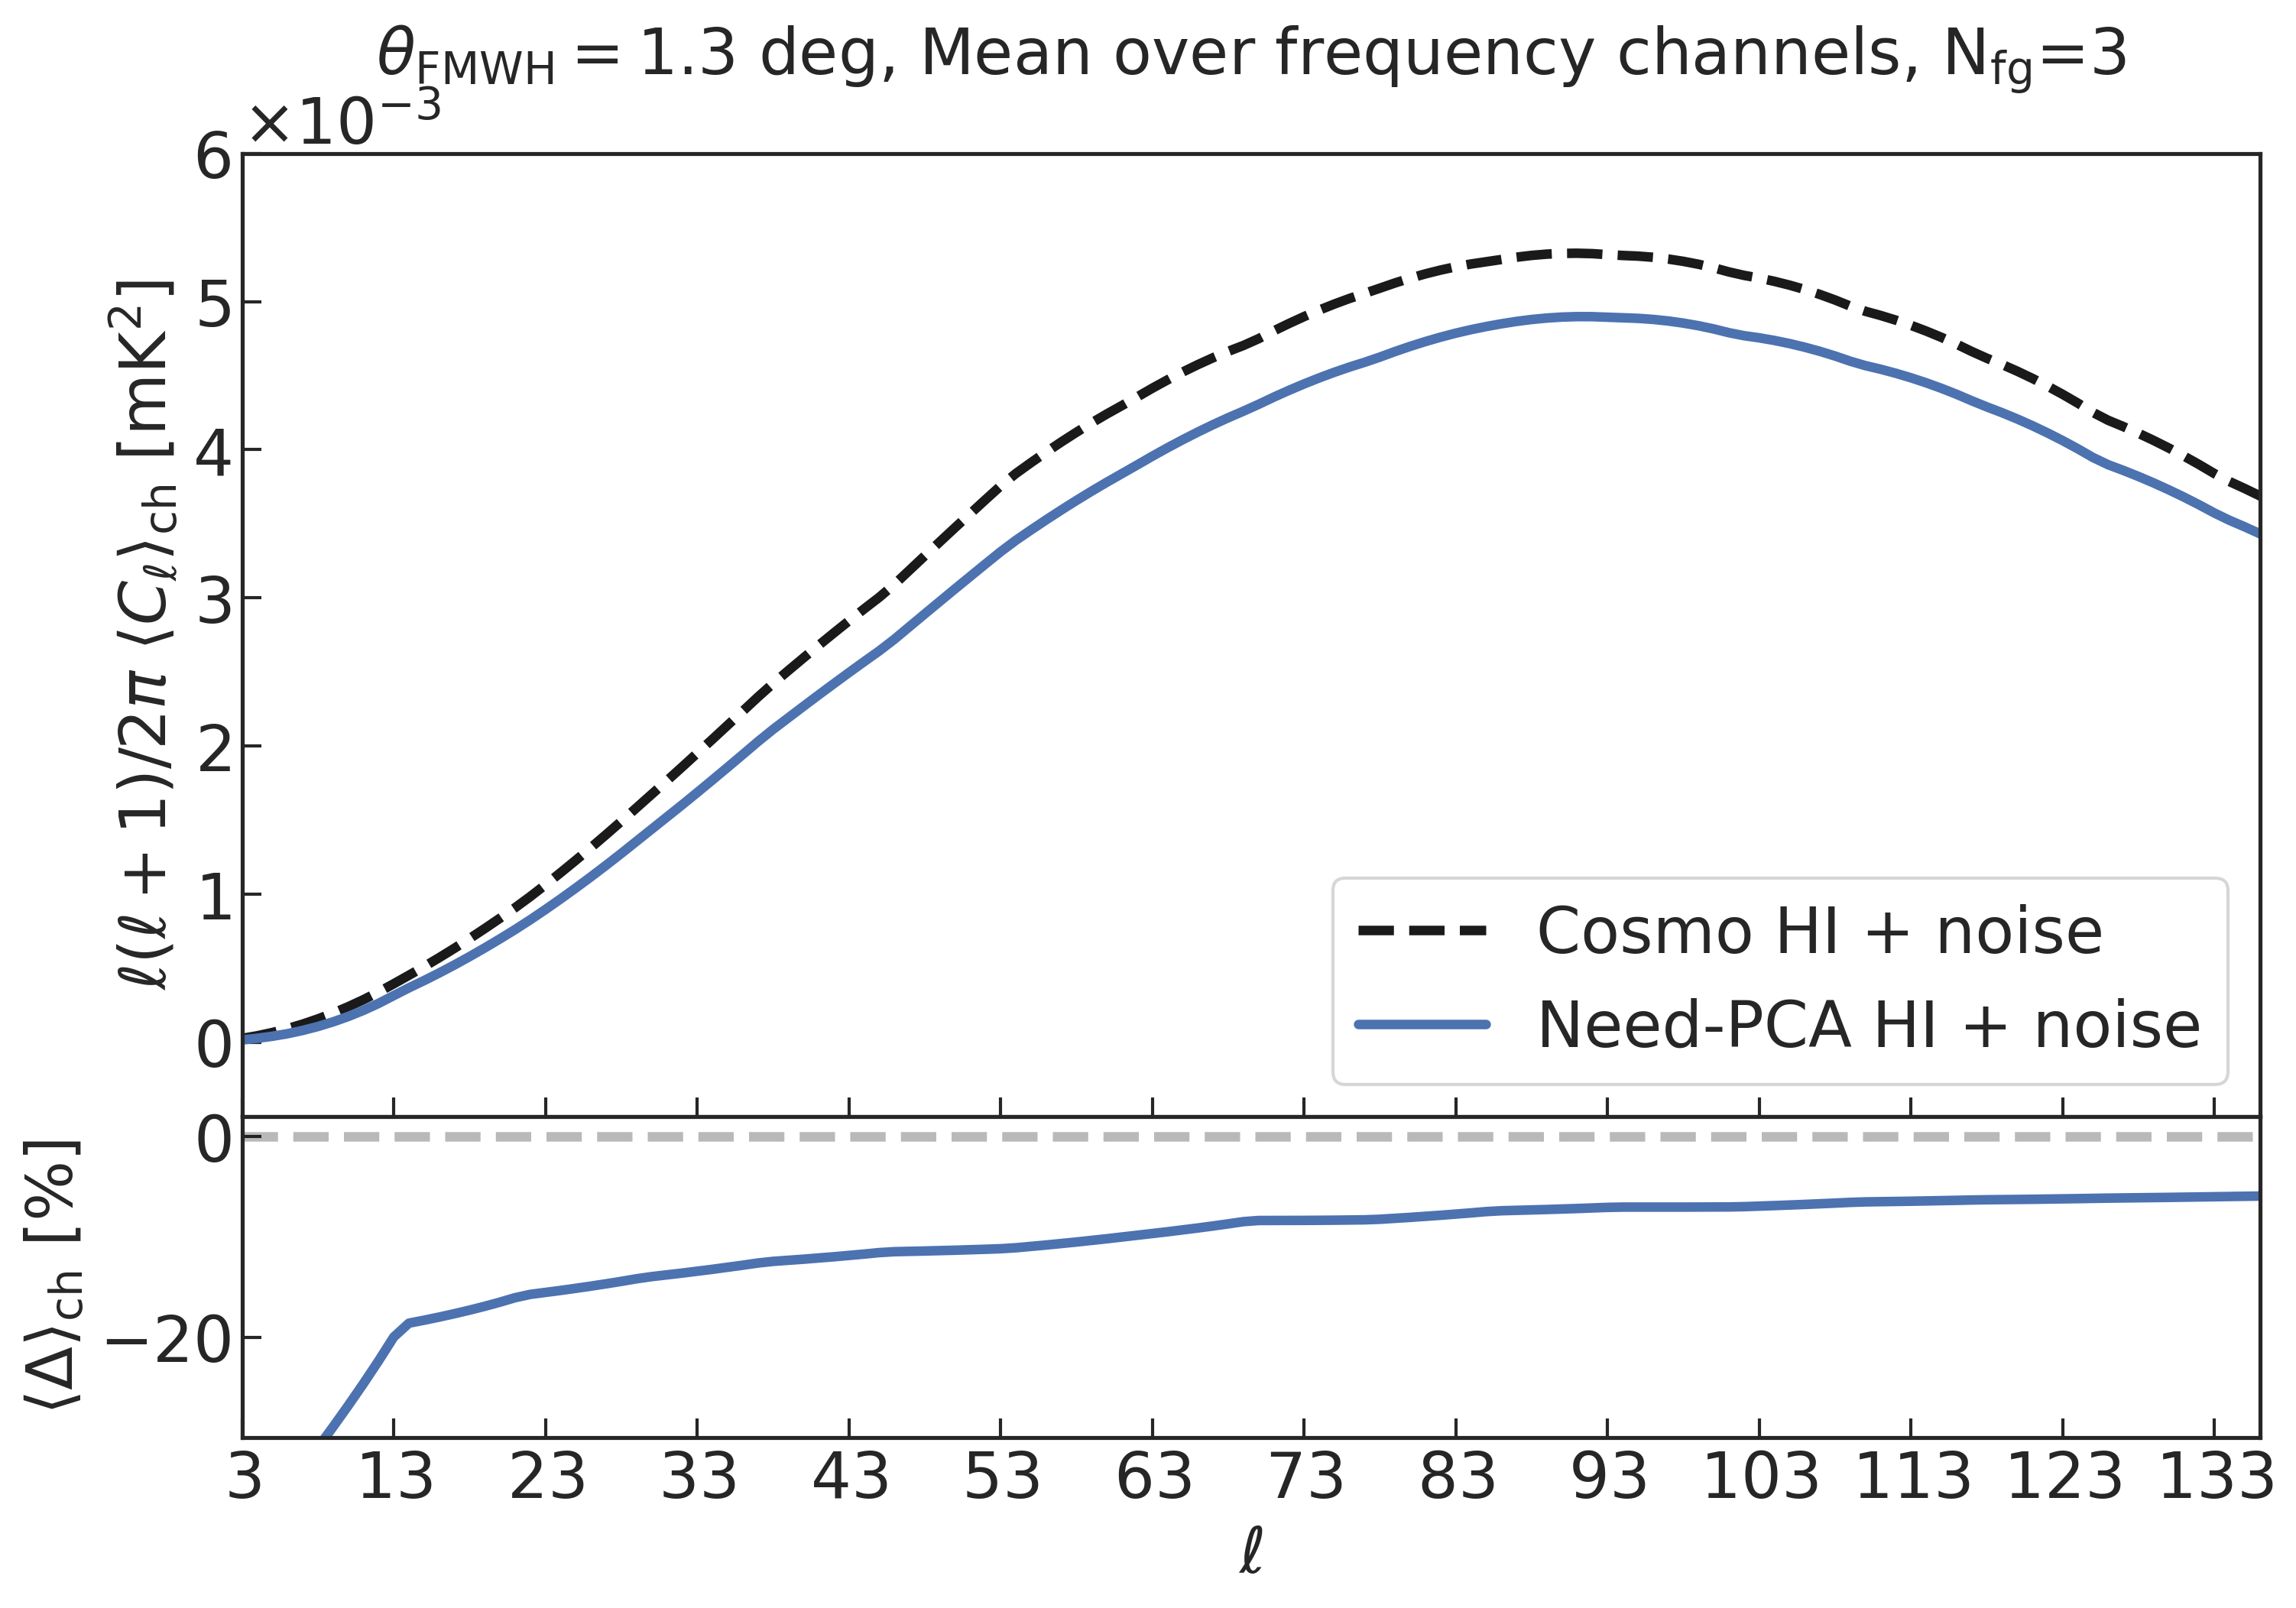 θFMWH = 1.3 deg, Mean over frequency channels, Nfg=3
×10−3
6
5
4
3
2
1
0
ℓ(ℓ + 1)/2π ⟨Cℓ⟩ch [mK2]
Cosmo HI + noise
Need-PCA HI + noise
0
−20
⟨Δ⟩ch [%]
3 13 23 33 43 53 63 73 83 93 103 113 123 133
ℓ